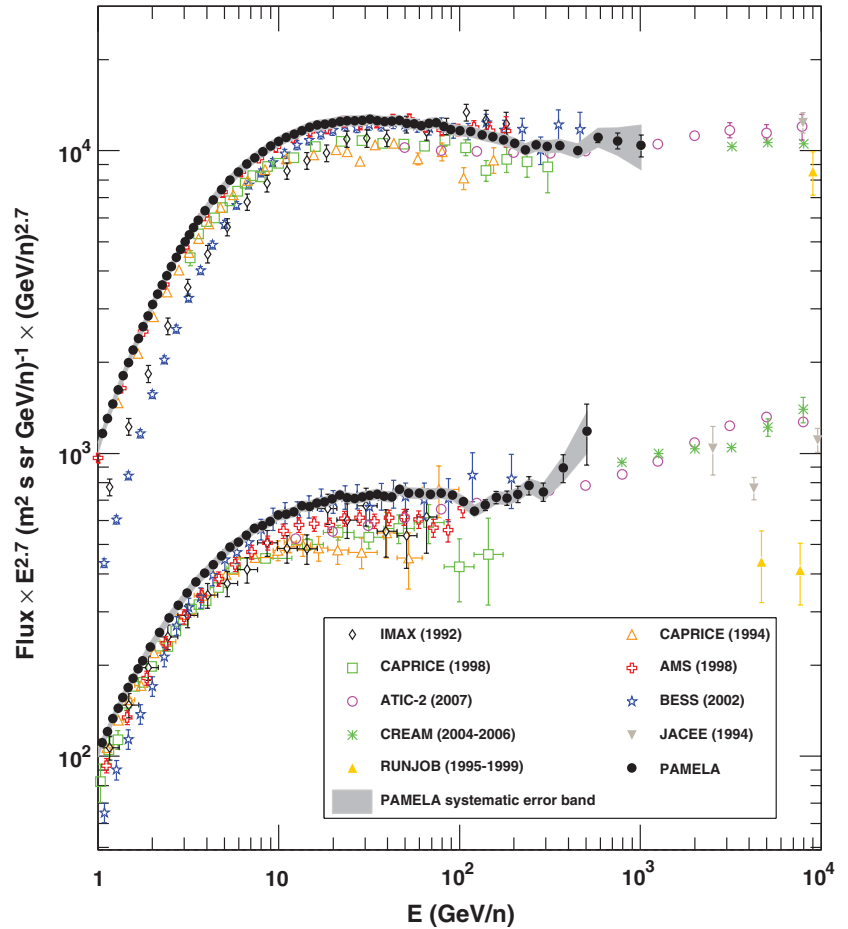 Flux × E^2.7 (m^2 s sr GeV/n)^-1 × (GeV/n)^2.7
10^4
10^3
10^2
IMAX (1992)
CAPRICE (1994)
CAPRICE (1998)
AMS (1998)
ATIC-2 (2007)
BESS (2002)
CREAM (2004-2006)
JACEE (1994)
RUNJOB (1995-1999)
PAMELA
PAMELA systematic error band
1
10
10^2
10^3
10^4
E (GeV/n)